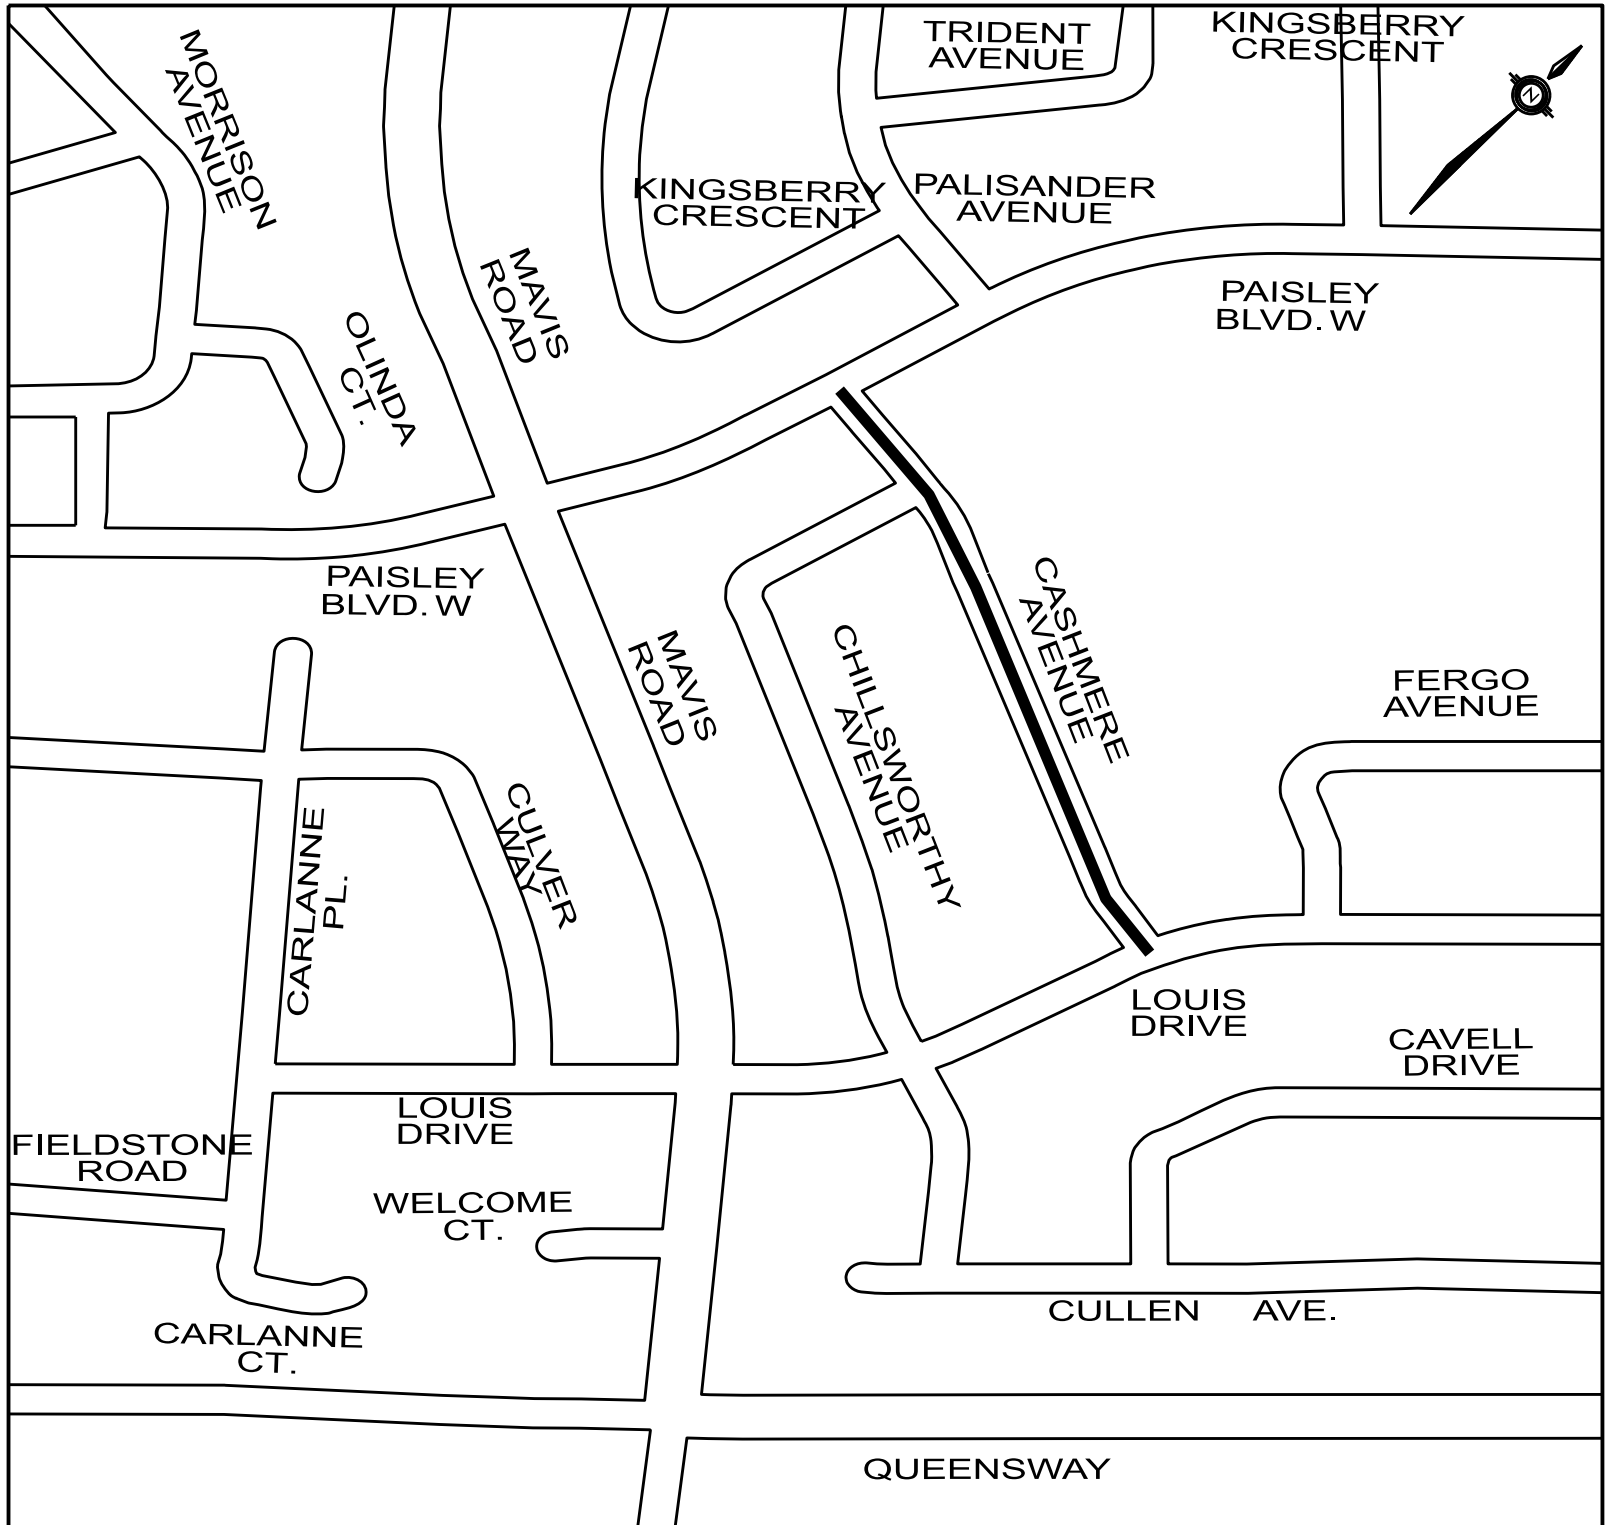 TRIDENT
AVENUE
KINGSBERRY
CRESCENT
MORRISON
AVENUE
N
KINGSBERRY
CRESCENT
PALISANDER
AVENUE
MAVIS
ROAD
PAISLEY
BLVD. W
OLINDA
CT.
PAISLEY
BLVD. W
CASHMERE
AVENUE
MAVIS
ROAD
CHILLSWORTHY
AVENUE
FERGO
AVENUE
CULVER
WAY
CARLANNE
PL.
LOUIS
DRIVE
CAVELL
DRIVE
LOUIS
DRIVE
FIELDSTONE
ROAD
WELCOME
CT.
CULLEN AVE.
CARLANNE
CT.
QUEENSWAY